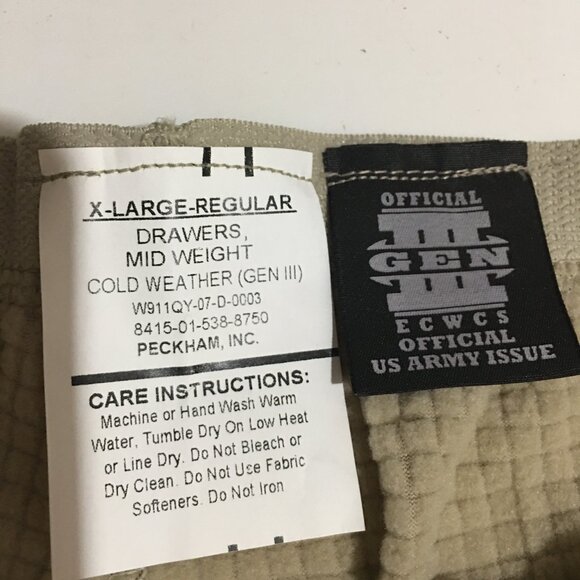 X-LARGE-REGULAR
DRAWERS,
MID WEIGHT
COLD WEATHER (GEN III)
W911QY-07-D-0003
8415-01-538-8750
PECKHAM, INC.
CARE INSTRUCTIONS:
Machine or Hand Wash Warm
Water, Tumble Dry On Low Heat
or Line Dry. Do Not Bleach or
Dry Clean. Do Not Use Fabric
Softeners. Do Not Iron
OFFICIAL
III
GEN
III
ECWCS
OFFICIAL
US ARMY ISSUE